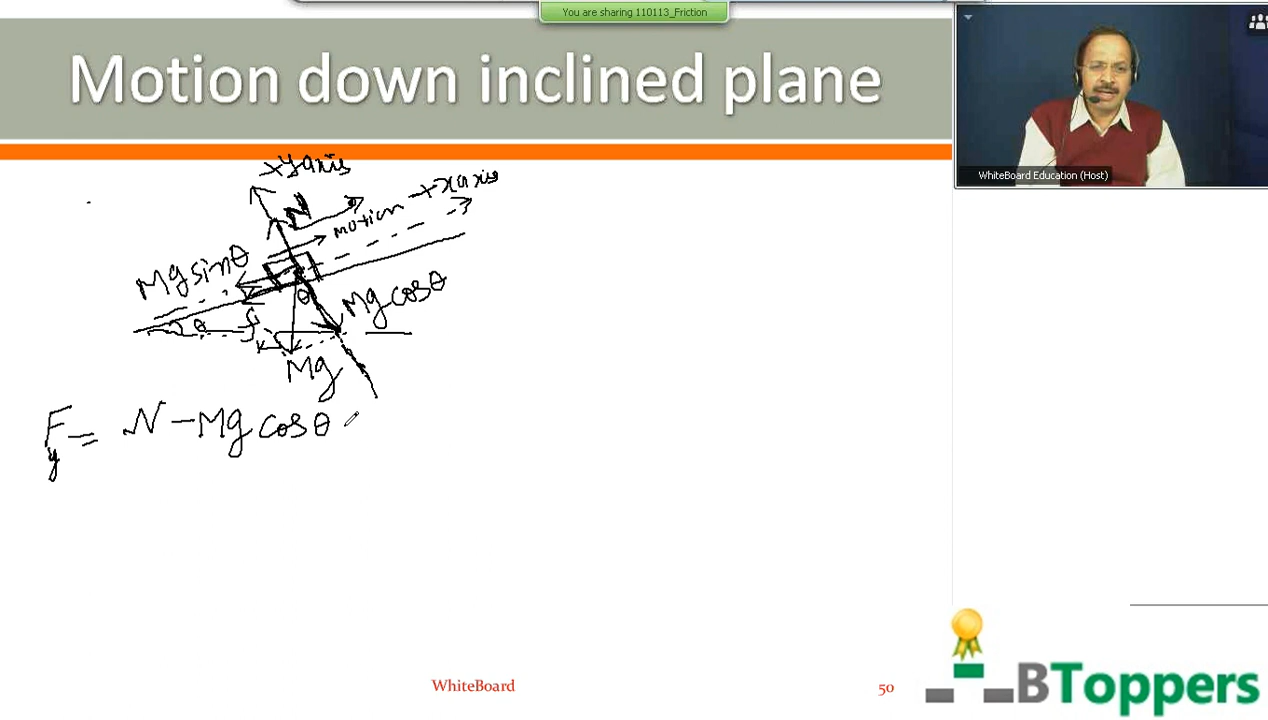 You are sharing 110113_Friction
Motion down inclined plane
WhiteBoard Education (Host)
+y axis
+x axis
N
motion
Mg sinθ
θ
Mg cosθ
θ
Mg
F_y = N - Mg cosθ
WhiteBoard
50
BToppers